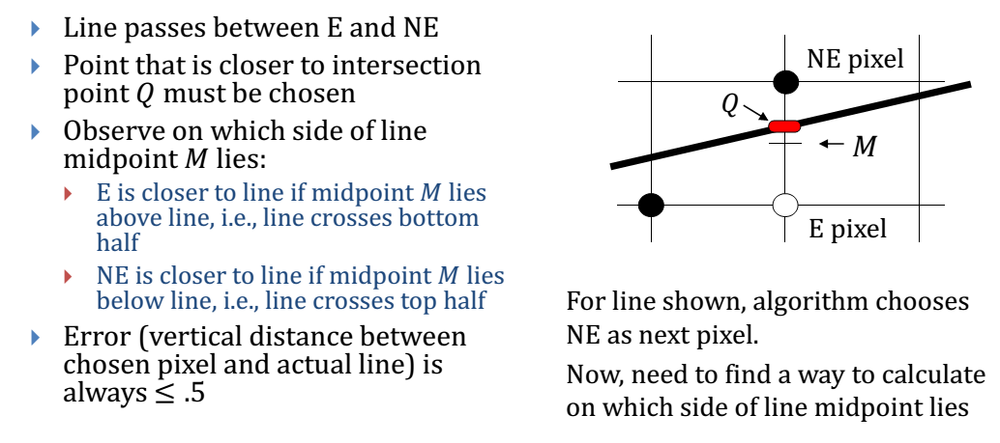 Line passes between E and NE
Point that is closer to intersection
point Q must be chosen
Observe on which side of line
midpoint M lies:
E is closer to line if midpoint M lies
above line, i.e., line crosses bottom
half
NE is closer to line if midpoint M lies
below line, i.e., line crosses top half
Error (vertical distance between
chosen pixel and actual line) is
always ≤ .5
NE pixel
Q
M
E pixel
For line shown, algorithm chooses
NE as next pixel.
Now, need to find a way to calculate
on which side of line midpoint lies